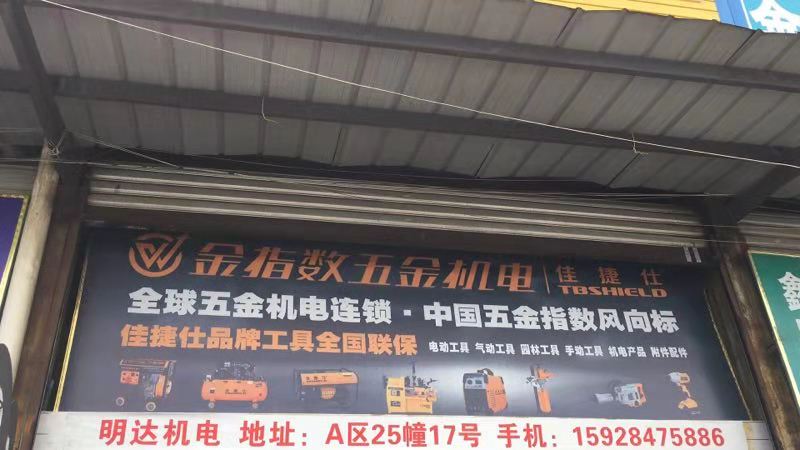 金指数五金机电 佳捷仕
TBSHIELD
全球五金机电连锁·中国五金指数风向标
佳捷仕品牌工具全国联保 电动工具 气动工具 园林工具 手动工具 机电产品 附件配件
明达机电 地址：A区25幢17号 手机：15928475886